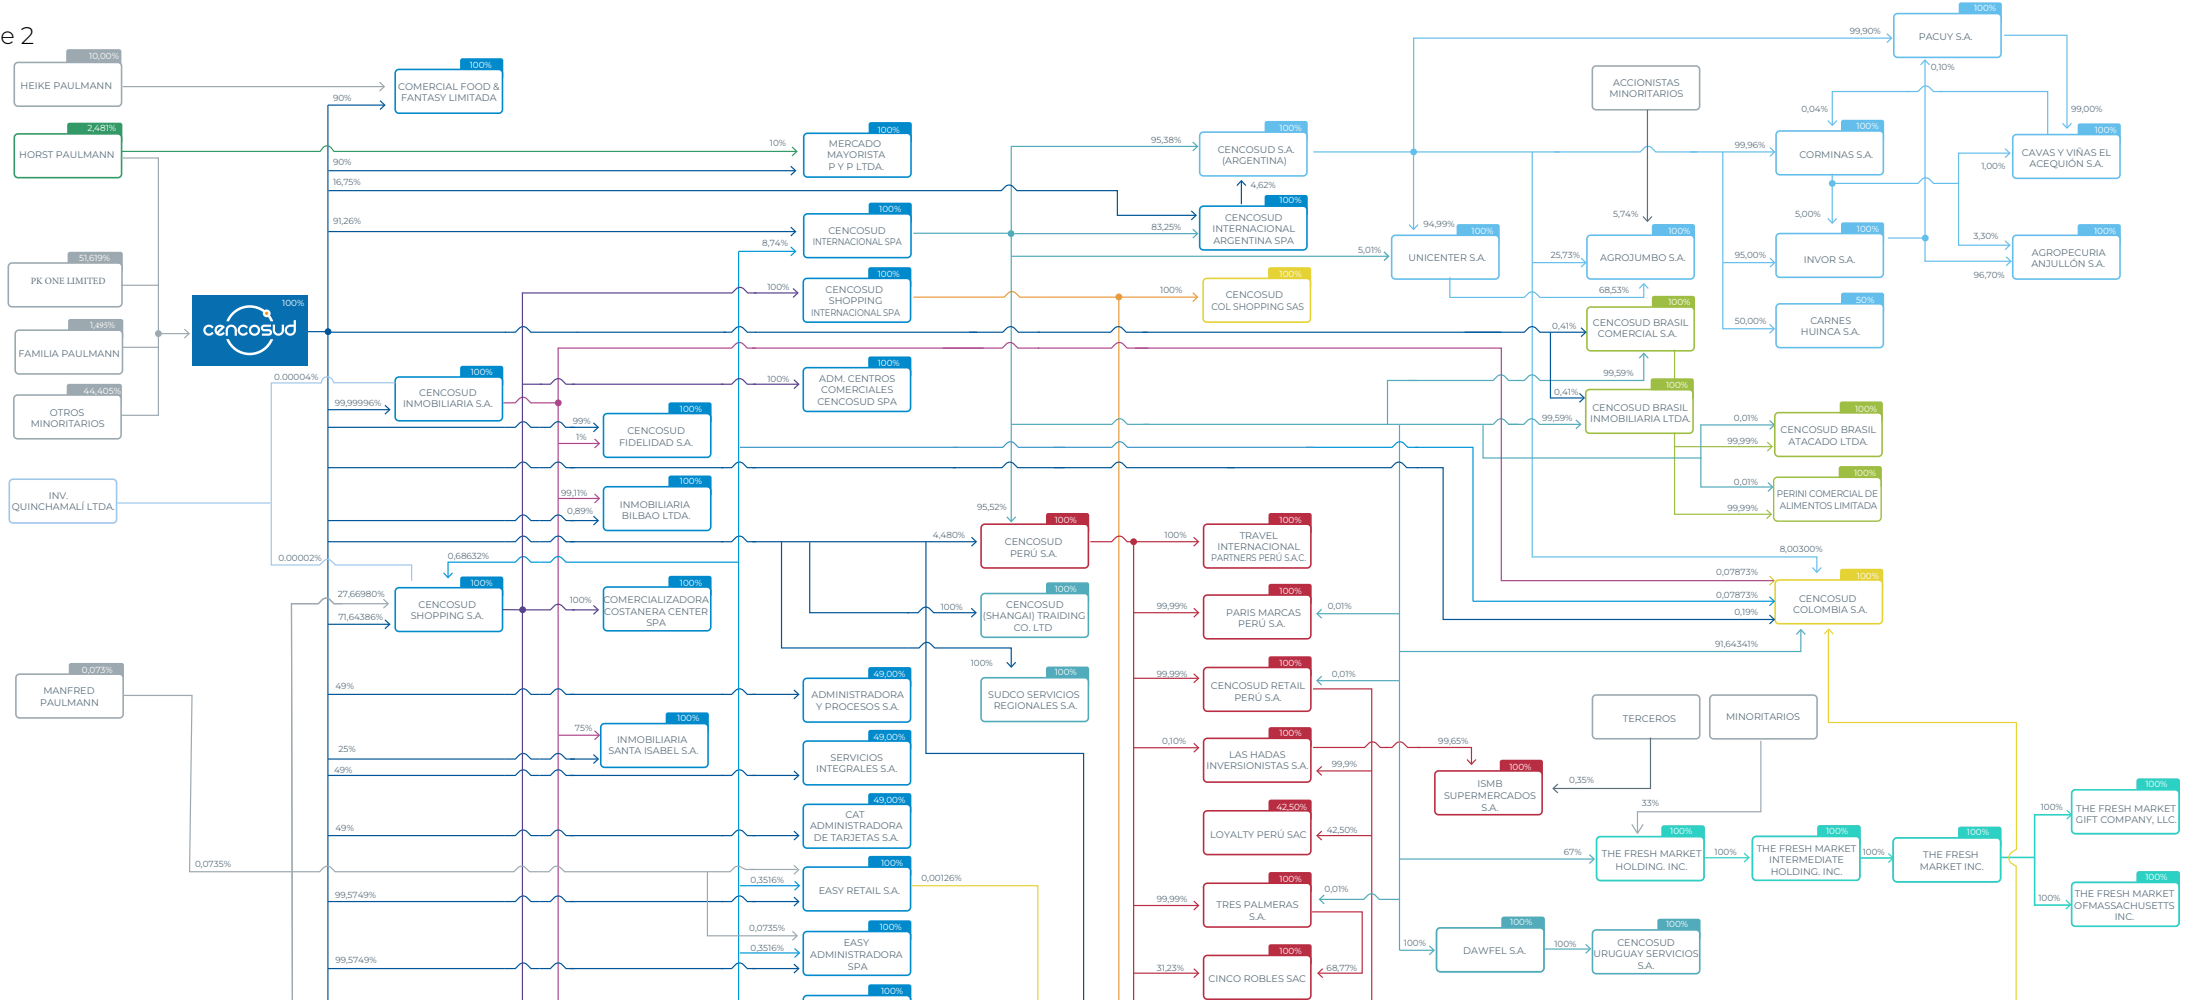 e 2
10,00%
HEIKE PAULMANN
2,481%
HORST PAULMANN
51,619%
PK ONE LIMITED
1,495%
FAMILIA PAULMANN
44,405%
OTROS
MINORITARIOS
INV.
QUINCHAMALÍ LTDA.
0,073%
MANFRED
PAULMANN
100%
cencosud
0.00004%
0.00002%
0,0735%
100%
COMERCIAL FOOD &
FANTASY LIMITADA
90%
10%
90%
16,75%
91,26%
8,74%
100%
MERCADO
MAYORISTA
P Y P LTDA.
100%
CENCOSUD
INTERNACIONAL SPA
100%
100%
CENCOSUD
SHOPPING
INTERNACIONAL SPA
100%
100%
ADM. CENTROS
COMERCIALES
CENCOSUD SPA
100%
CENCOSUD
INMOBILIARIA S.A.
99,99996%
100%
CENCOSUD
FIDELIDAD S.A.
99%
1%
100%
INMOBILIARIA
BILBAO LTDA.
99,11%
0,89%
4,480%
0,68632%
100%
CENCOSUD
SHOPPING S.A.
27,66980%
71,64386%
100%
100%
COMERCIALIZADORA
COSTANERA CENTER
SPA
49%
49,00%
ADMINISTRADORA
Y PROCESOS S.A.
75%
25%
100%
INMOBILIARIA
SANTA ISABEL S.A.
49%
49,00%
SERVICIOS
INTEGRALES S.A.
49%
49,00%
CAT
ADMINISTRADORA
DE TARJETAS S.A.
100%
EASY RETAIL S.A.
0,3516%
99,5749%
0,00126%
0,0735%
0,3516%
99,5749%
100%
EASY
ADMINISTRADORA
SPA
100%
95,38%
100%
CENCOSUD S.A.
(ARGENTINA)
4,62%
83,25%
100%
CENCOSUD
INTERNACIONAL
ARGENTINA SPA
100%
100%
CENCOSUD
COL SHOPPING SAS
95,52%
100%
CENCOSUD
PERÚ S.A.
100%
100%
CENCOSUD
(SHANGAI) TRAIDING
CO. LTD
100%
100%
SUDCO SERVICIOS
REGIONALES S.A.
100%
100%
TRAVEL
INTERNACIONAL
PARTNERS PERÚ S.A.C.
99,99%
0,01%
100%
PARIS MARCAS
PERÚ S.A.
99,99%
0,01%
100%
CENCOSUD RETAIL
PERÚ S.A.
0,10%
99,9%
100%
LAS HADAS
INVERSIONISTAS S.A.
99,65%
42,50%
LOYALTY PERÚ SAC
42,50%
99,99%
0,01%
100%
TRES PALMERAS
S.A.
31,23%
68,77%
100%
CINCO ROBLES SAC
100%
ISMB
SUPERMERCADOS
S.A.
0,35%
TERCEROS
MINORITARIOS
33%
67%
100%
THE FRESH MARKET
HOLDING. INC.
100%
100%
THE FRESH MARKET
INTERMEDIATE
HOLDING. INC.
100%
100%
THE FRESH
MARKET INC.
100%
100%
THE FRESH MARKET
GIFT COMPANY, LLC.
100%
100%
THE FRESH MARKET
OFMASSACHUSETTS
INC.
100%
100%
DAWFEL S.A.
100%
100%
CENCOSUD
URUGUAY SERVICIOS
S.A.
ACCIONISTAS
MINORITARIOS
5,74%
94,99%
5,01%
100%
UNICENTER S.A.
25,73%
68,53%
100%
AGROJUMBO S.A.
99,90%
100%
PACUY S.A.
0,10%
0,04%
99,00%
99,96%
100%
CORMINAS S.A.
1,00%
100%
CAVAS Y VIÑAS EL
ACEQUIÓN S.A.
5,00%
95,00%
100%
INVOR S.A.
3,30%
96,70%
100%
AGROPECURIA
ANJULLÓN S.A.
50,00%
50%
CARNES
HUINCA S.A.
0,41%
99,59%
100%
CENCOSUD BRASIL
COMERCIAL S.A.
0,41%
99,59%
100%
CENCOSUD BRASIL
INMOBILIARIA LTDA.
0,01%
99,99%
100%
CENCOSUD BRASIL
ATACADO LTDA.
0,01%
99,99%
100%
PERINI COMERCIAL DE
ALIMENTOS LIMITADA
8,00300%
0,07873%
0,07873%
0,19%
91,64341%
100%
CENCOSUD
COLOMBIA S.A.